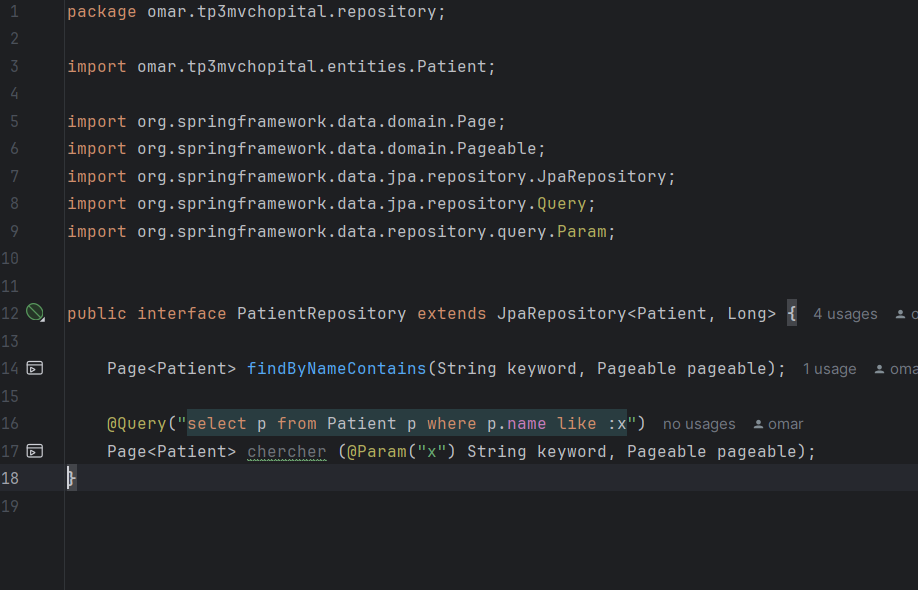 1 package omar.tp3mvchopital.repository;
2
3 import omar.tp3mvchopital.entities.Patient;
4
5 import org.springframework.data.domain.Page;
6 import org.springframework.data.domain.Pageable;
7 import org.springframework.data.jpa.repository.JpaRepository;
8 import org.springframework.data.jpa.repository.Query;
9 import org.springframework.data.repository.query.Param;
10
11
12 public interface PatientRepository extends JpaRepository<Patient, Long> { 4 usages
13
14 Page<Patient> findByNameContains(String keyword, Pageable pageable); 1 usage
15
16 @Query("select p from Patient p where p.name like :x") no usages omar
17 Page<Patient> chercher (@Param("x") String keyword, Pageable pageable);
18 }
19